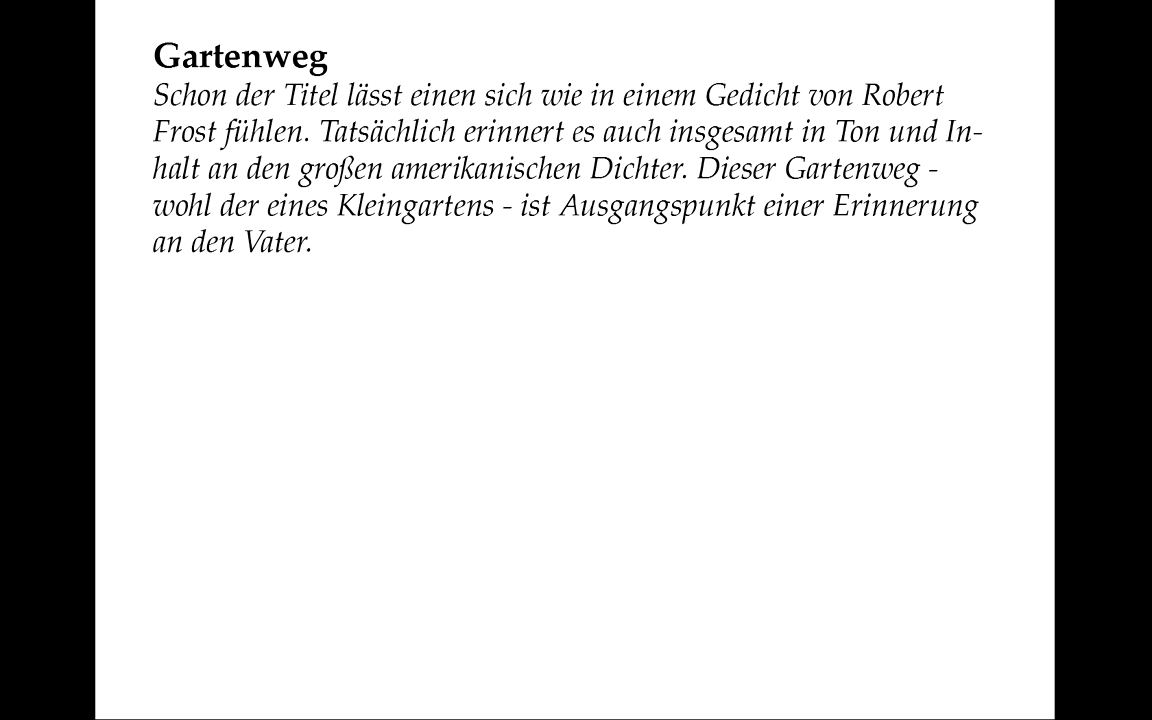 Gartenweg
Schon der Titel lässt einen sich wie in einem Gedicht von Robert
Frost fühlen. Tatsächlich erinnert es auch insgesamt in Ton und In-
halt an den großen amerikanischen Dichter. Dieser Gartenweg -
wohl der eines Kleingartens - ist Ausgangspunkt einer Erinnerung
an den Vater.